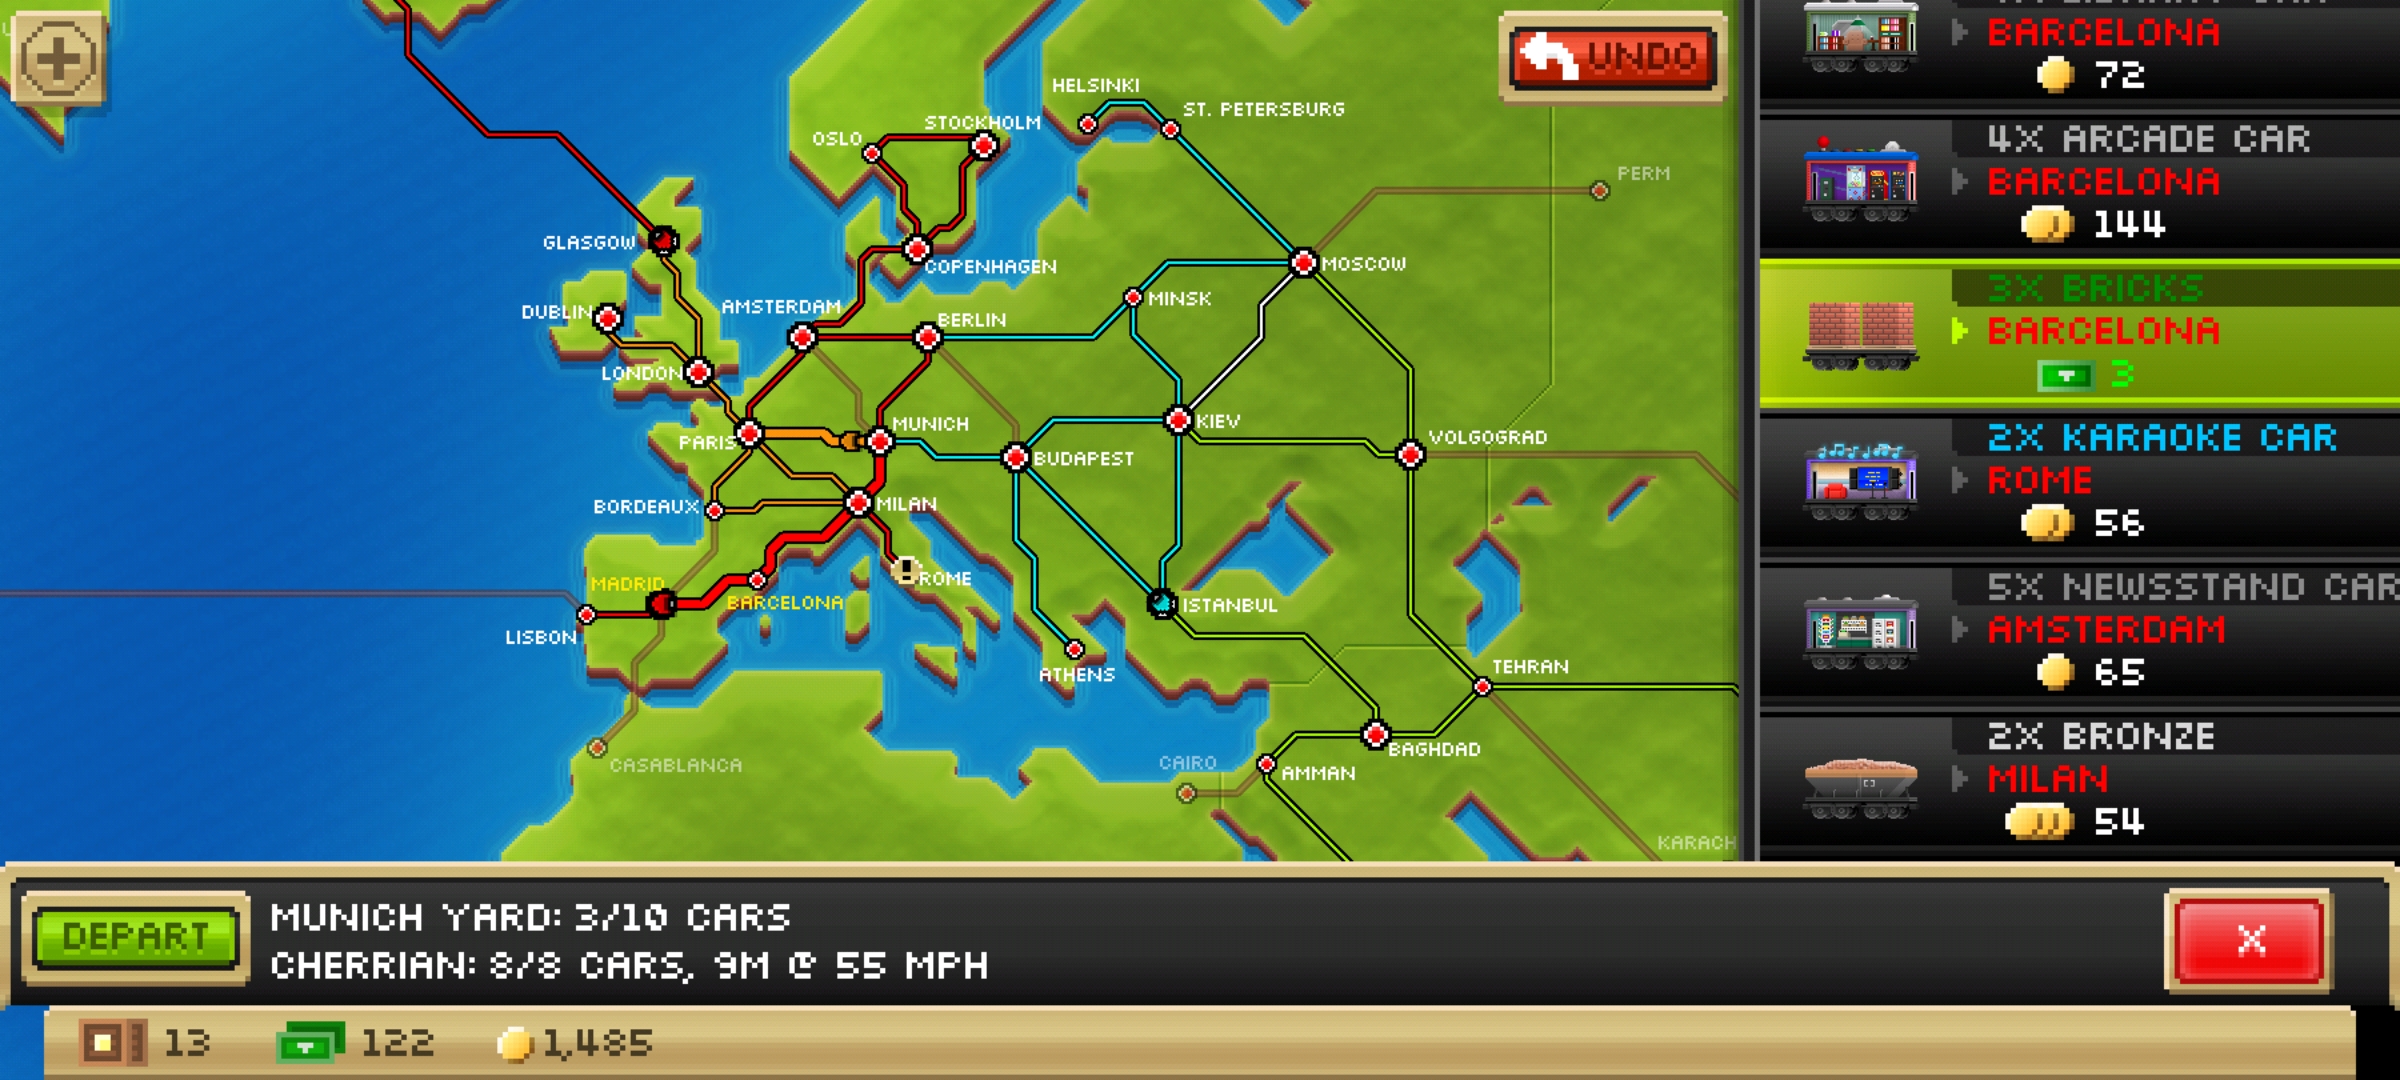 UNDO
HELSINKI
ST. PETERSBURG
STOCKHOLM
OSLO
PERM
GLASGOW
COPENHAGEN
MOSCOW
MINSK
DUBLIN
AMSTERDAM
BERLIN
LONDON
MUNICH
KIEV
PARIS
BUDAPEST
VOLGOGRAD
BORDEAUX
MILAN
MADRID
ROME
BARCELONA
ISTANBUL
LISBON
ATHENS
TEHRAN
CASABLANCA
CAIRO
BAGHDAD
AMMAN
KARACH
BARCELONA
72
4X ARCADE CAR
BARCELONA
144
3X BRICKS
BARCELONA
3
2X KARAOKE CAR
ROME
56
5X NEWSSTAND CAR
AMSTERDAM
65
2X BRONZE
MILAN
54
DEPART
MUNICH YARD: 3/10 CARS
CHERRIAN: 8/8 CARS, 9M @ 55 MPH
X
13
122
1,485